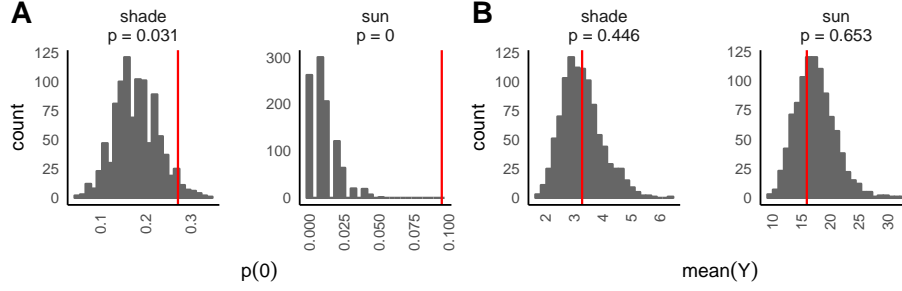 A
shade
p = 0.031
sun
p = 0
B
shade
p = 0.446
sun
p = 0.653
count
125
100
75
50
25
0
0.1
0.2
0.3
300
200
100
0
0.000
0.025
0.050
0.075
0.100
p(0)
count
125
100
75
50
25
0
2
3
4
5
6
125
100
75
50
25
0
10
15
20
25
30
mean(Y)